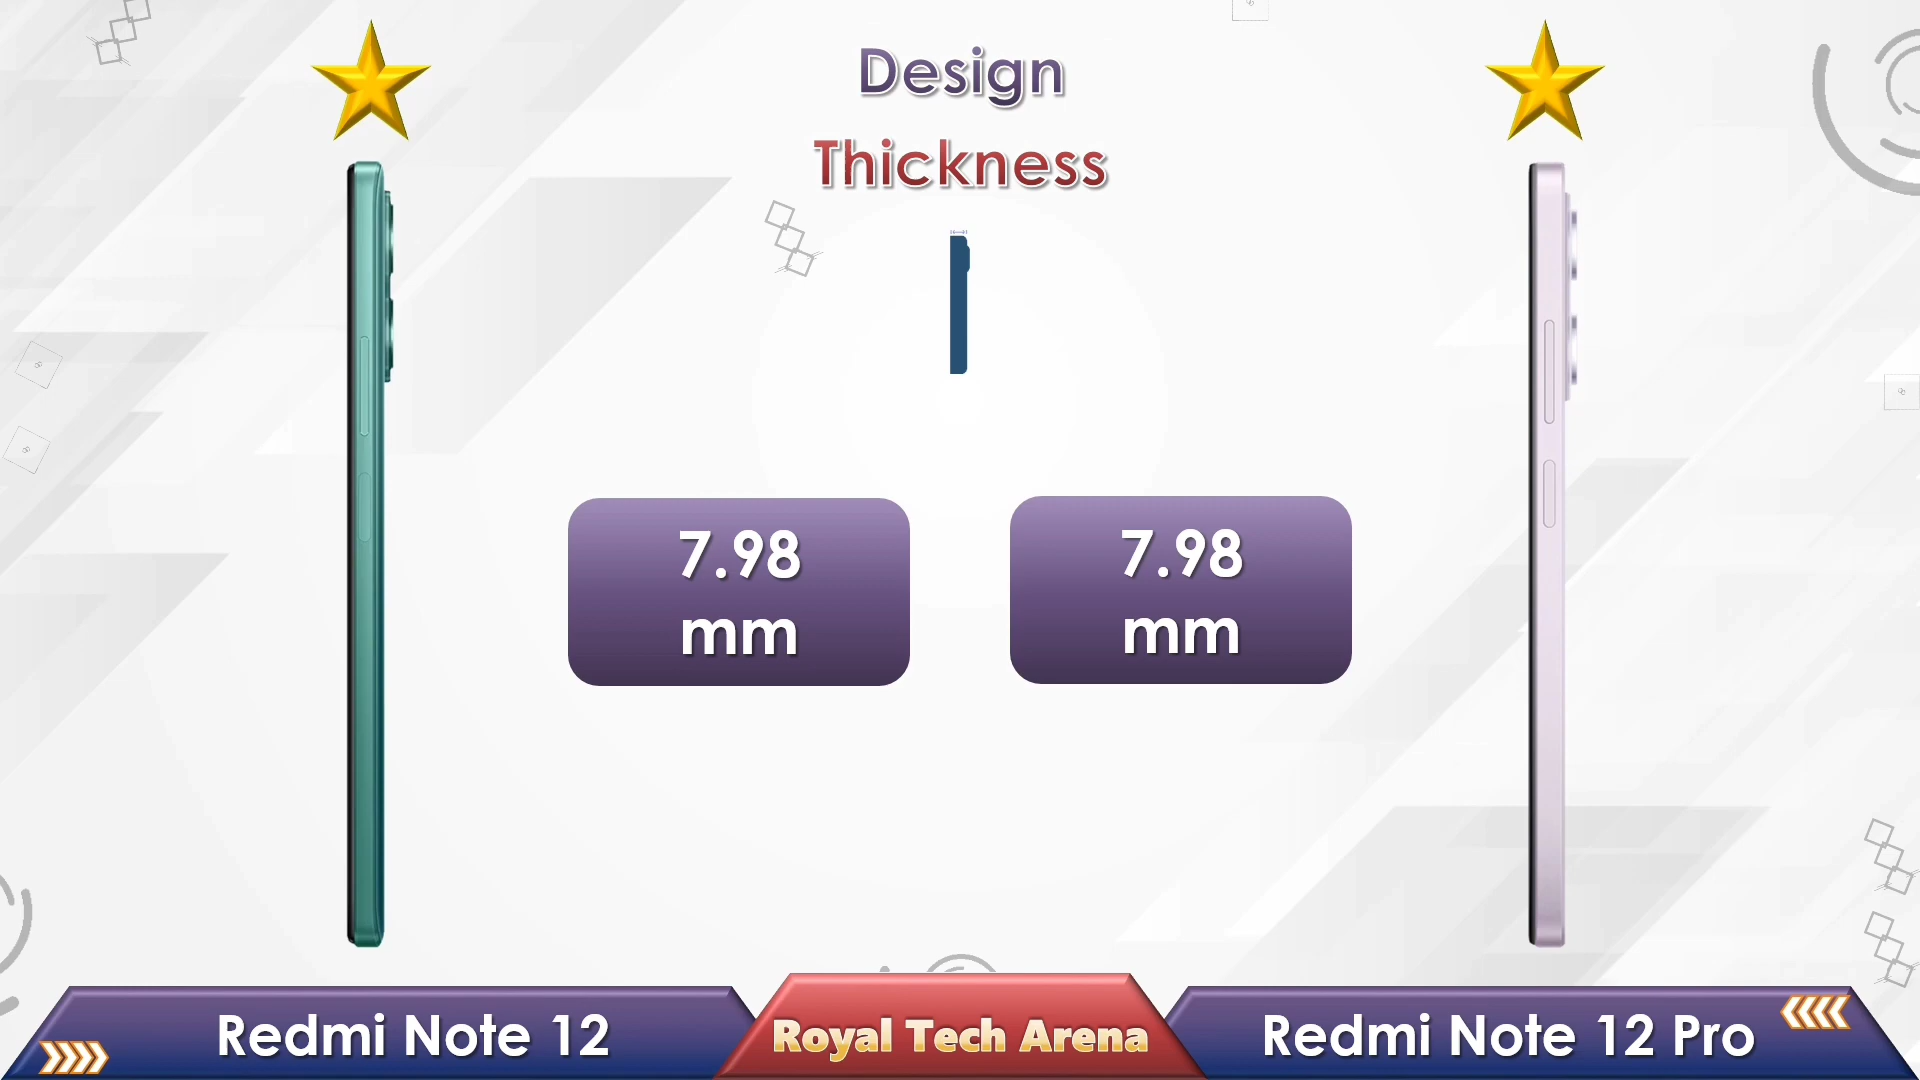 Design
Thickness
7.98
mm
7.98
mm
Redmi Note 12
Royal Tech Arena
Redmi Note 12 Pro